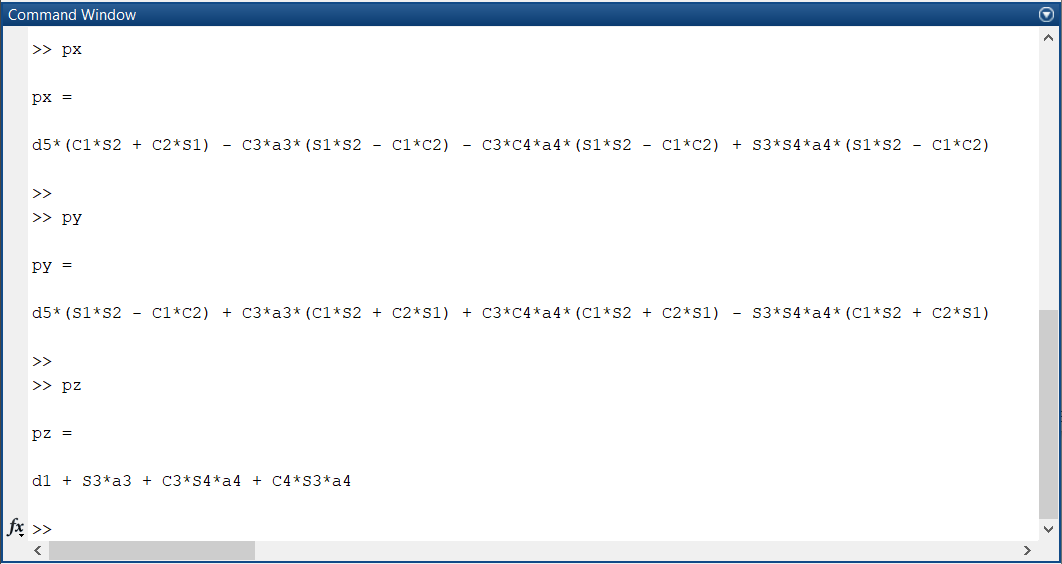 Command Window
>> px
px =
d5*(C1*S2 + C2*S1) - C3*a3*(S1*S2 - C1*C2) - C3*C4*a4*(S1*S2 - C1*C2) + S3*S4*a4*(S1*S2 - C1*C2)
>>
>> py
py =
d5*(S1*S2 - C1*C2) + C3*a3*(C1*S2 + C2*S1) + C3*C4*a4*(C1*S2 + C2*S1) - S3*S4*a4*(C1*S2 + C2*S1)
>>
>> pz
pz =
d1 + S3*a3 + C3*S4*a4 + C4*S3*a4
fx >>